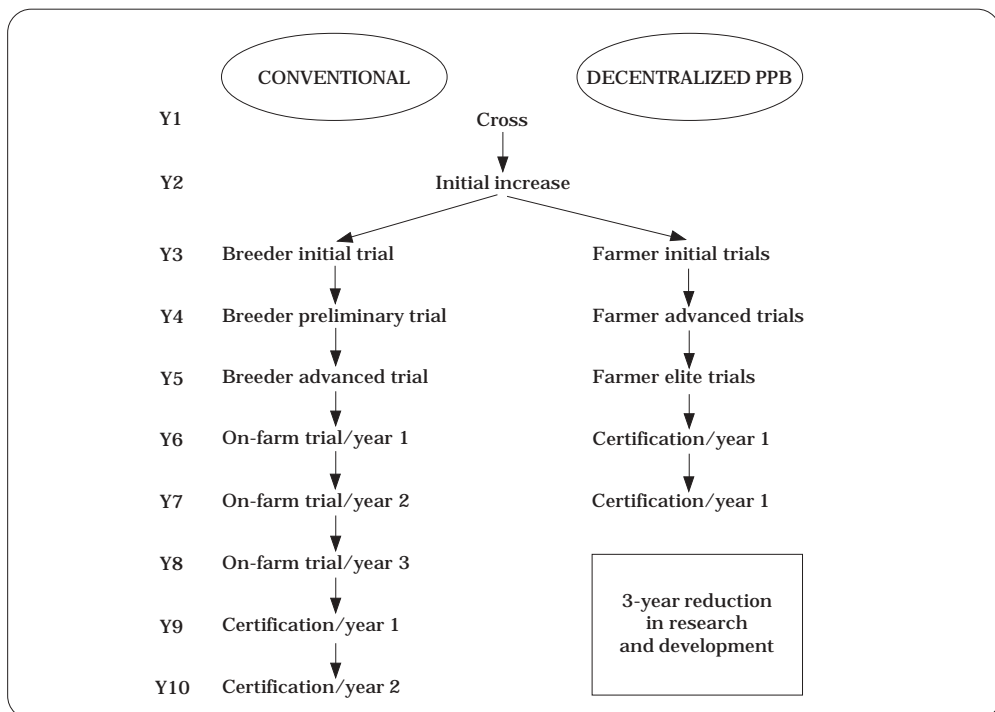 CONVENTIONAL DECENTRALIZED PPB
Y1 Cross
Y2 Initial increase
Y3 Breeder initial trial Farmer initial trials
Y4 Breeder preliminary trial Farmer advanced trials
Y5 Breeder advanced trial Farmer elite trials
Y6 On-farm trial/year 1 Certification/year 1
Y7 On-farm trial/year 2 Certification/year 1
Y8 On-farm trial/year 3
Y9 Certification/year 1
Y10 Certification/year 2
3-year reduction
in research
and development